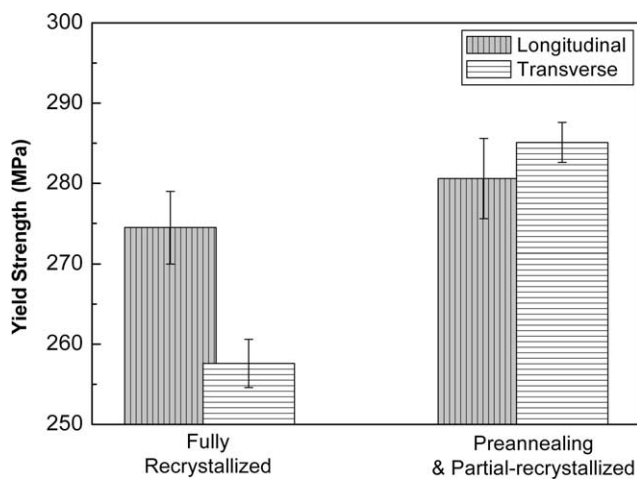 300
290
280
270
260
250
Yield Strength (MPa)
Longitudinal
Transverse
Fully
Recrystallized
Preannealing
& Partial-recrystallized